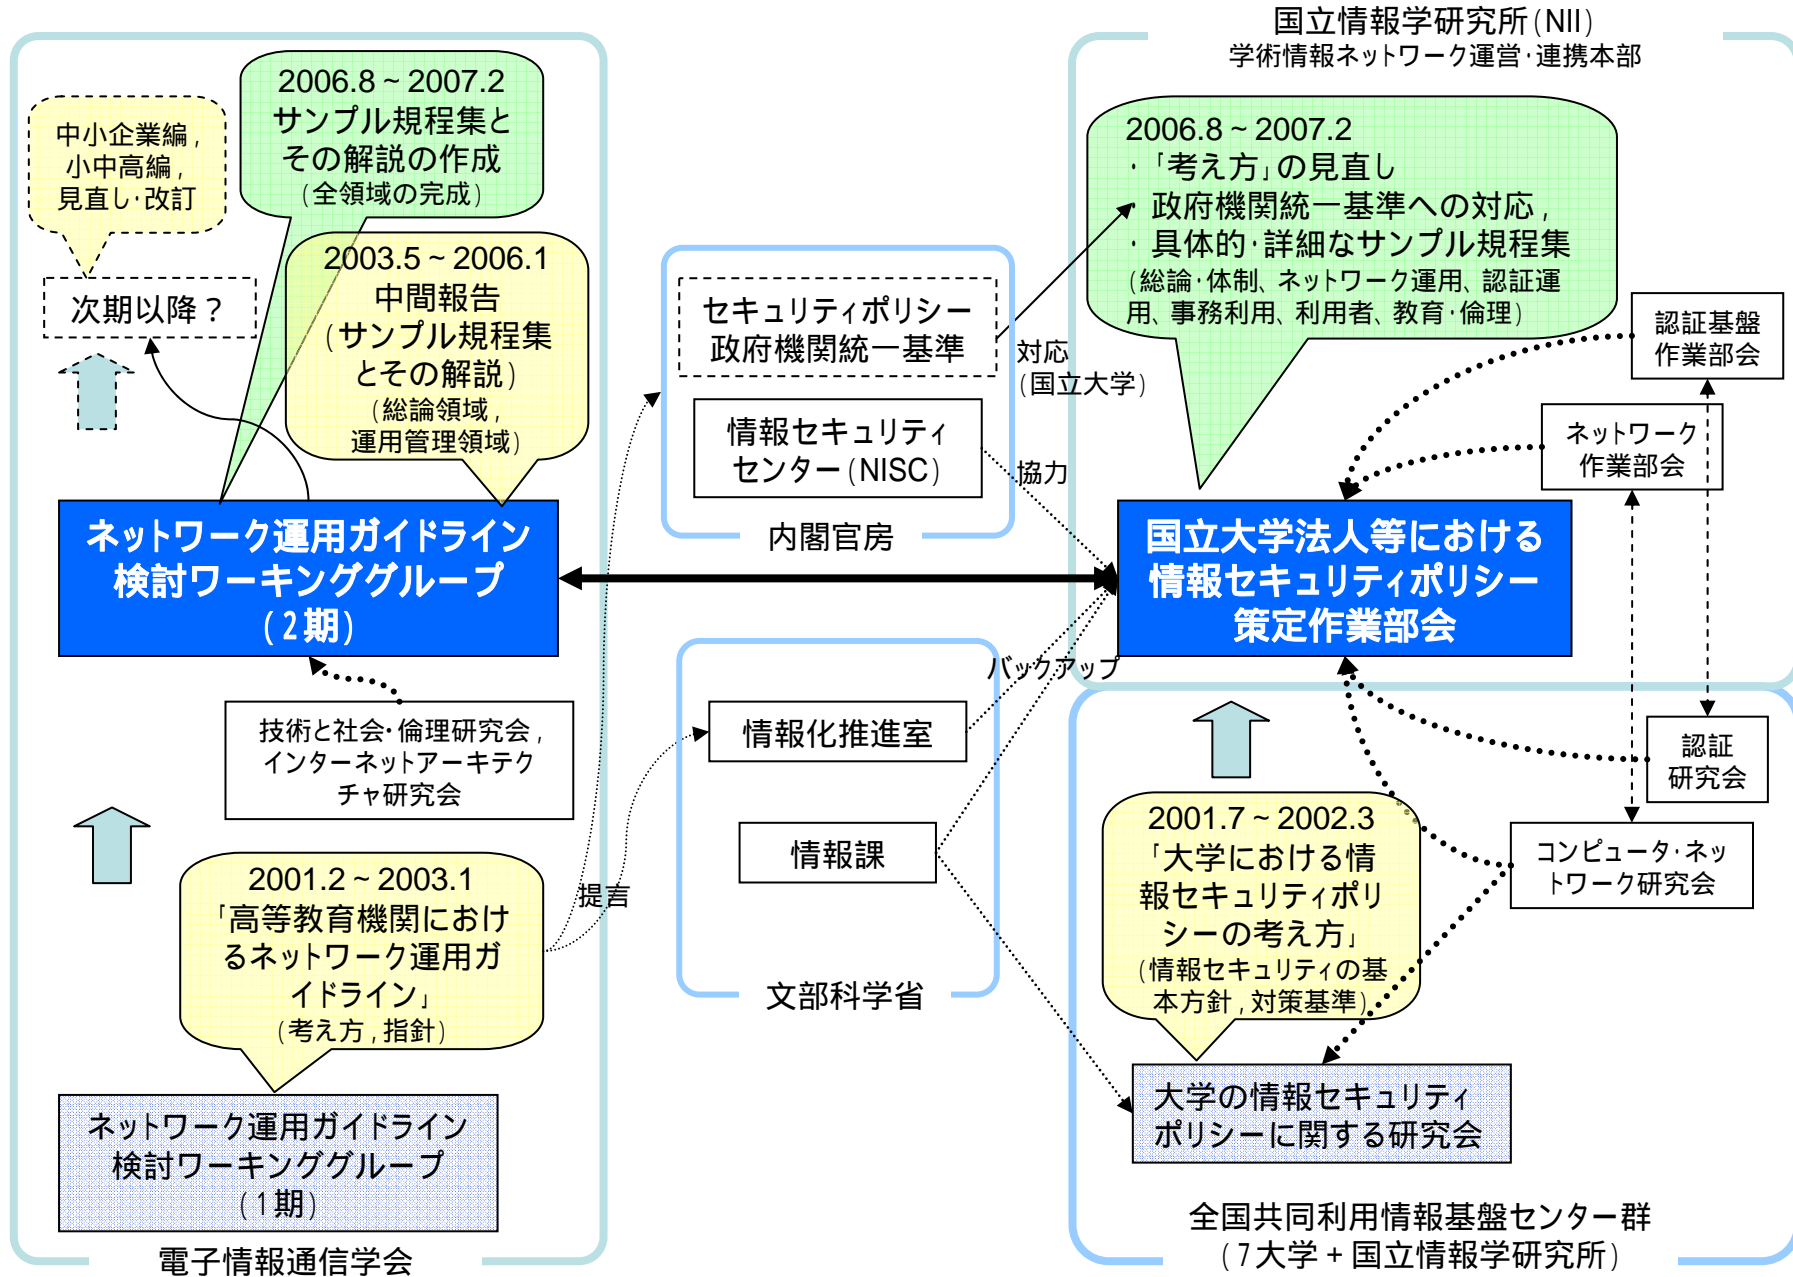 国立情報学研究所(NII)
学術情報ネットワーク運営・連携本部
2006.8～2007.2
サンプル規程集と
その解説の作成
(全領域の完成)
中小企業編,
小中高編,
見直し・改訂
次期以降？
2003.5～2006.1
中間報告
(サンプル規程集
とその解説)
(総論領域,
運用管理領域)
ネットワーク運用ガイドライン
検討ワーキンググループ
(2期)
技術と社会・倫理研究会,
インターネットアーキテク
チャ研究会
2001.2～2003.1
「高等教育機関におけ
るネットワーク運用ガ
イドライン」
(考え方,指針)
ネットワーク運用ガイドライン
検討ワーキンググループ
(1期)
電子情報通信学会
セキュリティポリシー
政府機関統一基準
情報セキュリティ
センター(NISC)
内閣官房
対応
(国立大学)
協力
バックアップ
提言
情報化推進室
情報課
文部科学省
2006.8～2007.2
・「考え方」の見直し
・政府機関統一基準への対応,
・具体的・詳細なサンプル規程集
(総論・体制、ネットワーク運用、認証運
用、事務利用、利用者、教育・倫理)
認証基盤
作業部会
ネットワーク
作業部会
国立大学法人等における
情報セキュリティポリシー
策定作業部会
認証
研究会
コンピュータ・ネッ
トワーク研究会
2001.7～2002.3
「大学における情
報セキュリティポリ
シーの考え方」
(情報セキュリティの基
本方針,対策基準)
大学の情報セキュリティ
ポリシーに関する研究会
全国共同利用情報基盤センター群
(7大学+国立情報学研究所)